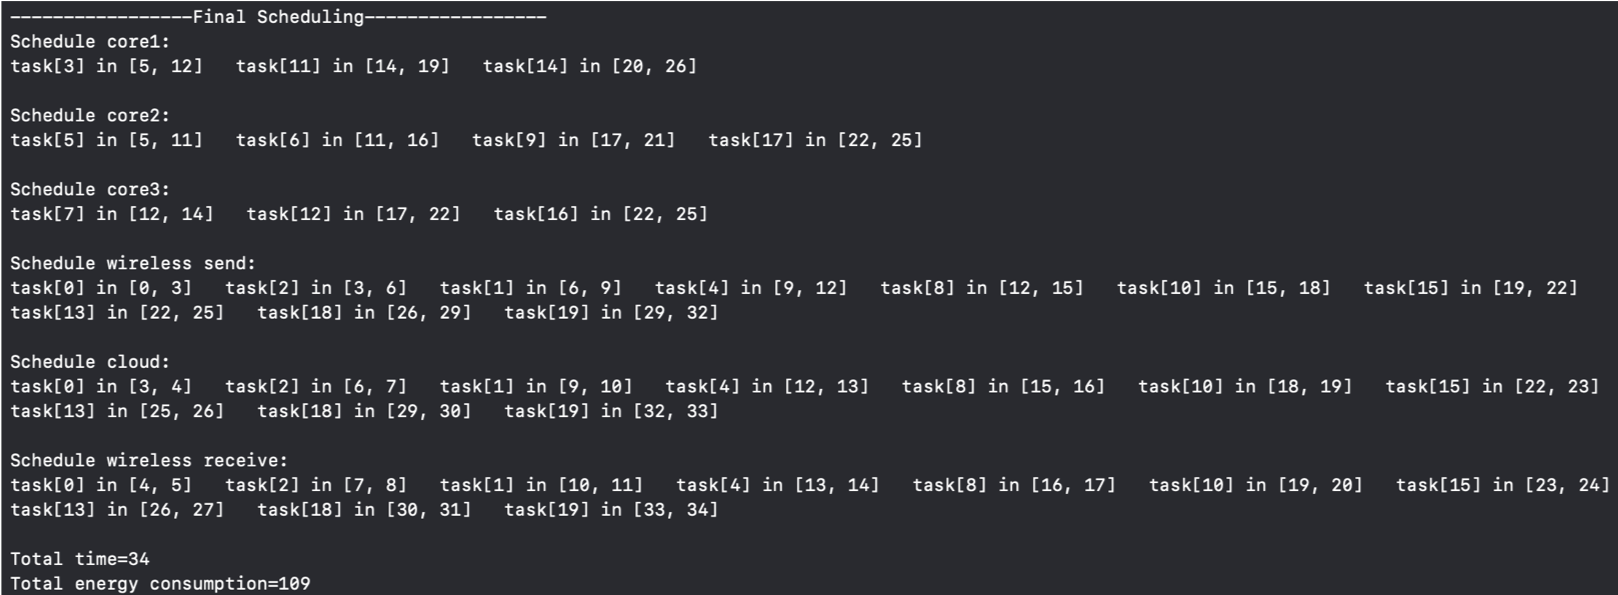 -----------------Final Scheduling-----------------
Schedule core1:
task[3] in [5, 12]   task[11] in [14, 19]   task[14] in [20, 26]
Schedule core2:
task[5] in [5, 11]   task[6] in [11, 16]   task[9] in [17, 21]   task[17] in [22, 25]
Schedule core3:
task[7] in [12, 14]   task[12] in [17, 22]   task[16] in [22, 25]
Schedule wireless send:
task[0] in [0, 3]   task[2] in [3, 6]   task[1] in [6, 9]   task[4] in [9, 12]   task[8] in [12, 15]   task[10] in [15, 18]   task[15] in [19, 22]
task[13] in [22, 25]   task[18] in [26, 29]   task[19] in [29, 32]
Schedule cloud:
task[0] in [3, 4]   task[2] in [6, 7]   task[1] in [9, 10]   task[4] in [12, 13]   task[8] in [15, 16]   task[10] in [18, 19]   task[15] in [22, 23]
task[13] in [25, 26]   task[18] in [29, 30]   task[19] in [32, 33]
Schedule wireless receive:
task[0] in [4, 5]   task[2] in [7, 8]   task[1] in [10, 11]   task[4] in [13, 14]   task[8] in [16, 17]   task[10] in [19, 20]   task[15] in [23, 24]
task[13] in [26, 27]   task[18] in [30, 31]   task[19] in [33, 34]
Total time=34
Total energy consumption=109